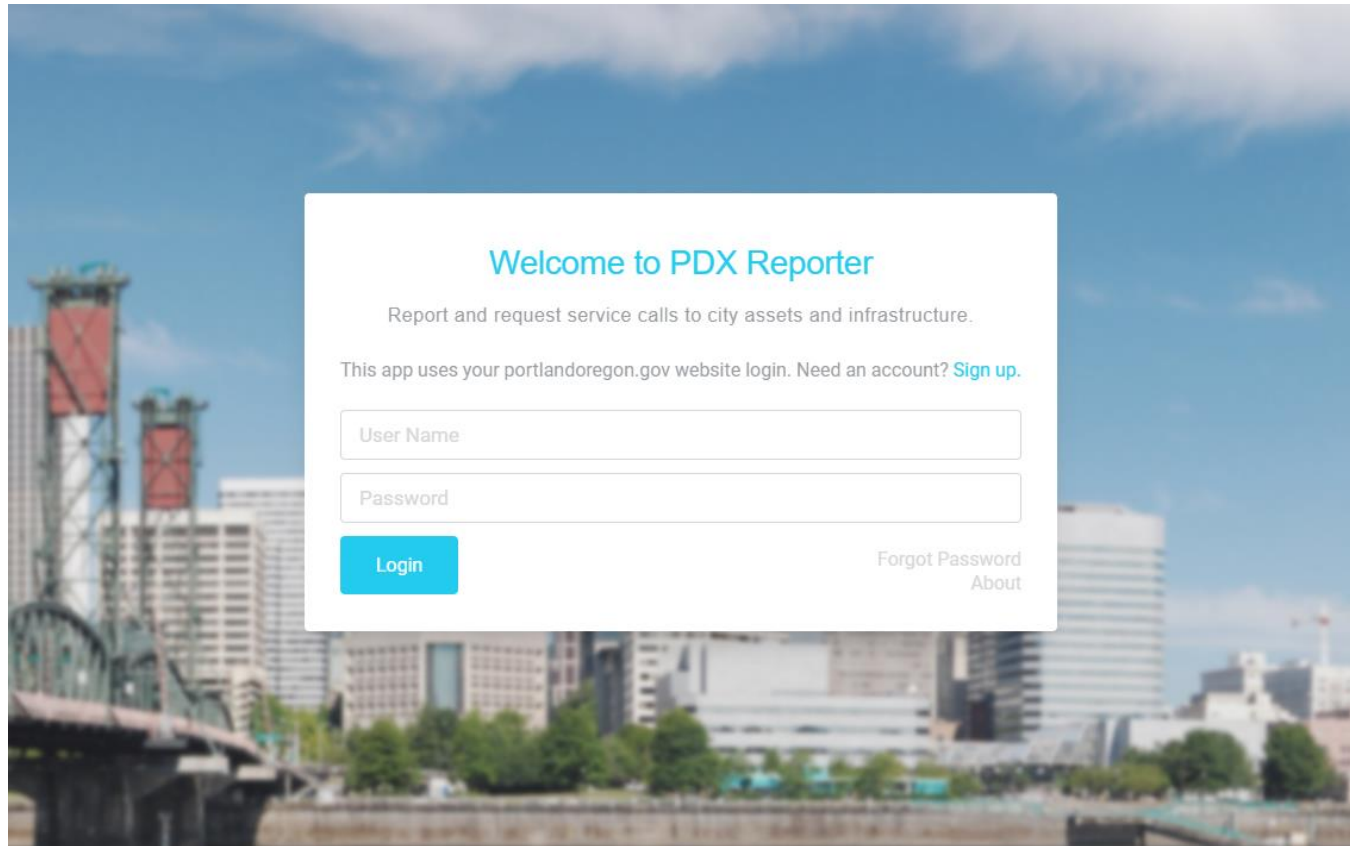 Welcome to PDX Reporter
Report and request service calls to city assets and infrastructure.
This app uses your portlandoregon.gov website login. Need an account? Sign up.
User Name
Password
Login
Forgot Password
About